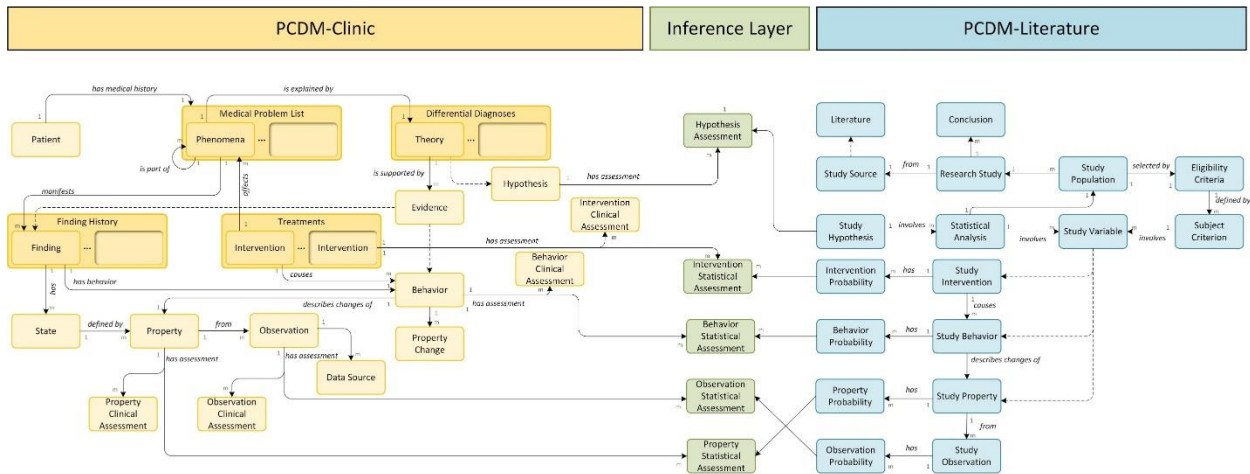 PCDM-Clinic
Inference Layer
PCDM-Literature
has medical history
is explained by
Medical Problem List
Differential Diagnoses
Patient
Phenomena
...
Theory
...
is part of
Hypothesis
Assessment
Literature
Conclusion
is supported by
Hypothesis
has assessment
Study Source
from
Research Study
Study
Population
selected by
Eligibility
Criteria
manifests
affects
Evidence
Intervention
Clinical
Assessment
defined by
Finding History
Treatments
Finding
...
Intervention
...
Intervention
has assessment
Study
Hypothesis
involves
Statistical
Analysis
involves
Study Variable
involves
Subject
Criterion
has
has behavior
causes
Behavior
Clinical
Assessment
Behavior
Intervention
Statistical
Assessment
Intervention
Probability
has
Study
Intervention
describes changes of
has assessment
causes
State
defined by
Property
from
Observation
Property
Change
Behavior
Statistical
Assessment
Behavior
Probability
has
Study Behavior
has assessment
has assessment
Data Source
describes changes of
Property
Clinical
Assessment
Observation
Clinical
Assessment
Observation
Statistical
Assessment
Property
Probability
has
Study Property
from
Property
Statistical
Assessment
Observation
Probability
has
Study
Observation